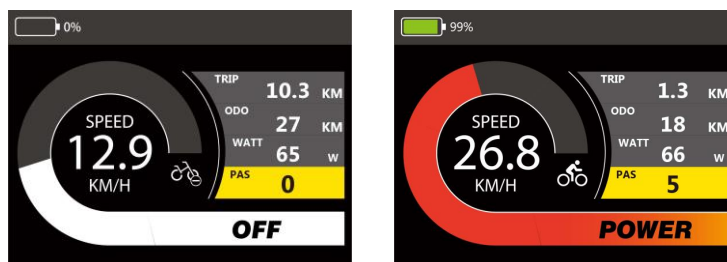 0%
TRIP
10.3 KM
ODO
27 KM
WATT
65 W
PAS
0
SPEED
12.9
KM/H
OFF
99%
TRIP
1.3 KM
ODO
18 KM
WATT
66 W
PAS
5
SPEED
26.8
KM/H
POWER